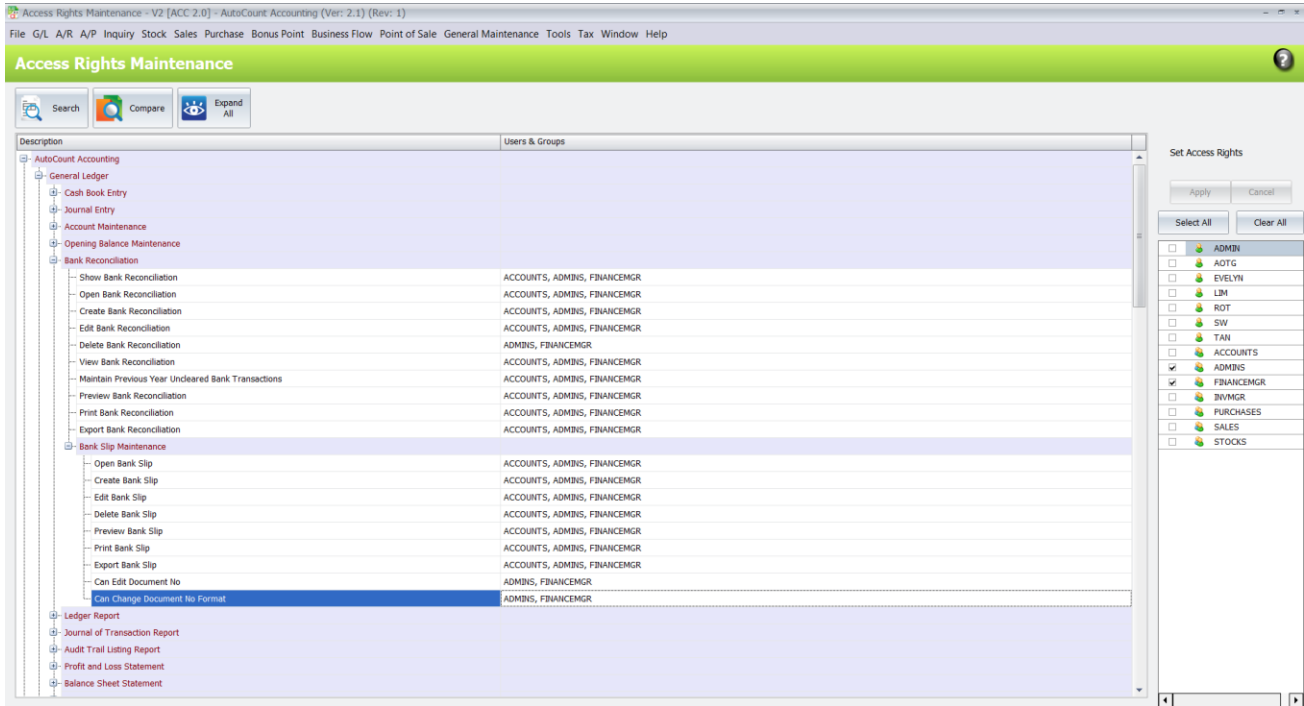 Access Rights Maintenance - V2 [ACC 2.0] - AutoCount Accounting (Ver: 2.1) (Rev: 1)
File G/L A/R A/P Inquiry Stock Sales Purchase Bonus Point Business Flow Point of Sale General Maintenance Tools Tax Window Help
Access Rights Maintenance
Search
Compare
Expand All
Description Users & Groups
AutoCount Accounting
General Ledger
Cash Book Entry
Journal Entry
Account Maintenance
Opening Balance Maintenance
Bank Reconciliation
Show Bank Reconciliation ACCOUNTS, ADMINS, FINANCEMGR
Open Bank Reconciliation ACCOUNTS, ADMINS, FINANCEMGR
Create Bank Reconciliation ACCOUNTS, ADMINS, FINANCEMGR
Edit Bank Reconciliation ACCOUNTS, ADMINS, FINANCEMGR
Delete Bank Reconciliation ADMINS, FINANCEMGR
View Bank Reconciliation ACCOUNTS, ADMINS, FINANCEMGR
Maintain Previous Year Uncleared Bank Transactions ACCOUNTS, ADMINS, FINANCEMGR
Preview Bank Reconciliation ACCOUNTS, ADMINS, FINANCEMGR
Print Bank Reconciliation ACCOUNTS, ADMINS, FINANCEMGR
Export Bank Reconciliation ACCOUNTS, ADMINS, FINANCEMGR
Bank Slip Maintenance
Open Bank Slip ACCOUNTS, ADMINS, FINANCEMGR
Create Bank Slip ACCOUNTS, ADMINS, FINANCEMGR
Edit Bank Slip ACCOUNTS, ADMINS, FINANCEMGR
Delete Bank Slip ACCOUNTS, ADMINS, FINANCEMGR
Preview Bank Slip ACCOUNTS, ADMINS, FINANCEMGR
Print Bank Slip ACCOUNTS, ADMINS, FINANCEMGR
Export Bank Slip ACCOUNTS, ADMINS, FINANCEMGR
Can Edit Document No ADMINS, FINANCEMGR
Can Change Document No Format ADMINS, FINANCEMGR
Ledger Report
Journal of Transaction Report
Audit Trail Listing Report
Profit and Loss Statement
Balance Sheet Statement
Set Access Rights
Apply Cancel
Select All Clear All
ADMIN
AOTG
EVELYN
LIM
ROT
SW
TAN
ACCOUNTS
ADMINS
FINANCEMGR
INVMGR
PURCHASES
SALES
STOCKS